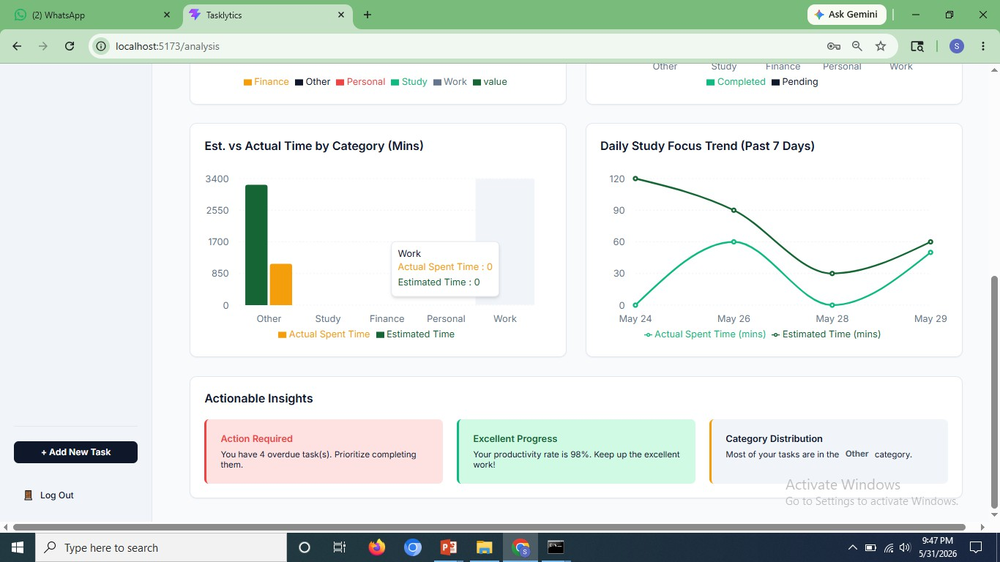 (2) WhatsApp
Tasklytics
Ask Gemini
localhost:5173/analysis
S
Finance Other Personal Study Work value
Other Study Finance Personal Work
Completed Pending
Est. vs Actual Time by Category (Mins)
3400
2550
1700
850
0
Work
Actual Spent Time : 0
Estimated Time : 0
Other Study Finance Personal Work
Actual Spent Time Estimated Time
Daily Study Focus Trend (Past 7 Days)
120
90
60
30
0
May 24 May 26 May 28 May 29
Actual Spent Time (mins) Estimated Time (mins)
Actionable Insights
Action Required
You have 4 overdue task(s). Prioritize completing
them.
Excellent Progress
Your productivity rate is 98%. Keep up the excellent
work!
Category Distribution
Most of your tasks are in the Other category.
+ Add New Task
Log Out
Activate Windows
Go to Settings to activate Windows.
Type here to search
9:47 PM
5/31/2026